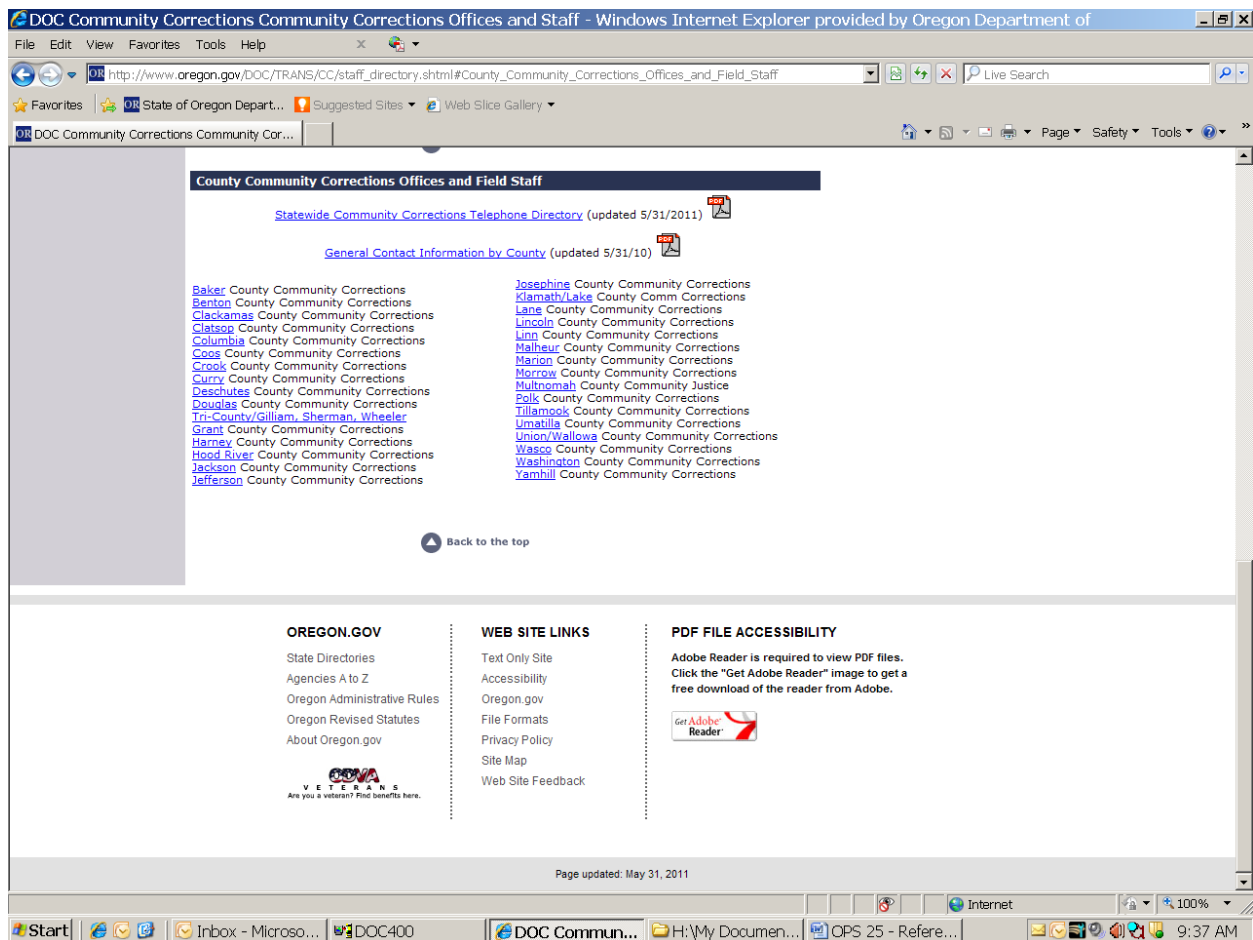 DOC Community Corrections Community Corrections Offices and Staff - Windows Internet Explorer provided by Oregon Department of
File Edit View Favorites Tools Help
http://www.oregon.gov/DOC/TRANS/CC/staff_directory.shtml#County_Community_Corrections_Offices_and_Field_Staff
Live Search
Favorites
OR State of Oregon Depart...
Suggested Sites
Web Slice Gallery
OR DOC Community Corrections Community Cor...
Page Safety Tools
County Community Corrections Offices and Field Staff
Statewide Community Corrections Telephone Directory (updated 5/31/2011)
PDF
General Contact Information by County (updated 5/31/10)
PDF
Baker County Community Corrections
Benton County Community Corrections
Clackamas County Community Corrections
Clatsop County Community Corrections
Columbia County Community Corrections
Coos County Community Corrections
Crook County Community Corrections
Curry County Community Corrections
Deschutes County Community Corrections
Douglas County Community Corrections
Tri-County/Gilliam, Sherman, Wheeler
Grant County Community Corrections
Harney County Community Corrections
Hood River County Community Corrections
Jackson County Community Corrections
Jefferson County Community Corrections
Josephine County Community Corrections
Klamath/Lake County Comm Corrections
Lane County Community Corrections
Lincoln County Community Corrections
Linn County Community Corrections
Malheur County Community Corrections
Marion County Community Corrections
Morrow County Community Corrections
Multnomah County Community Justice
Polk County Community Corrections
Tillamook County Community Corrections
Umatilla County Community Corrections
Union/Wallowa County Community Corrections
Wasco County Community Corrections
Washington County Community Corrections
Yamhill County Community Corrections
Back to the top
OREGON.GOV
State Directories
Agencies A to Z
Oregon Administrative Rules
Oregon Revised Statutes
About Oregon.gov
ODVA
VETERANS
Are you a veteran? Find benefits here.
WEB SITE LINKS
Text Only Site
Accessibility
Oregon.gov
File Formats
Privacy Policy
Site Map
Web Site Feedback
PDF FILE ACCESSIBILITY
Adobe Reader is required to view PDF files.
Click the "Get Adobe Reader" image to get a
free download of the reader from Adobe.
Get Adobe
Reader
Page updated: May 31, 2011
Internet
100%
Start
Inbox - Microso...
DOC400
DOC Commun...
H:\My Documen...
OPS 25 - Refere...
9:37 AM